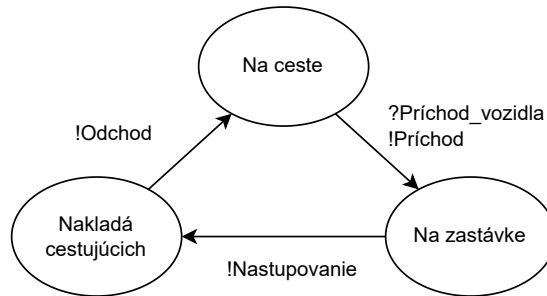 Na ceste
?Príchod_vozidla
!Príchod
!Odchod
Nakladá
cestujúcich
Na zastávke
!Nastupovanie